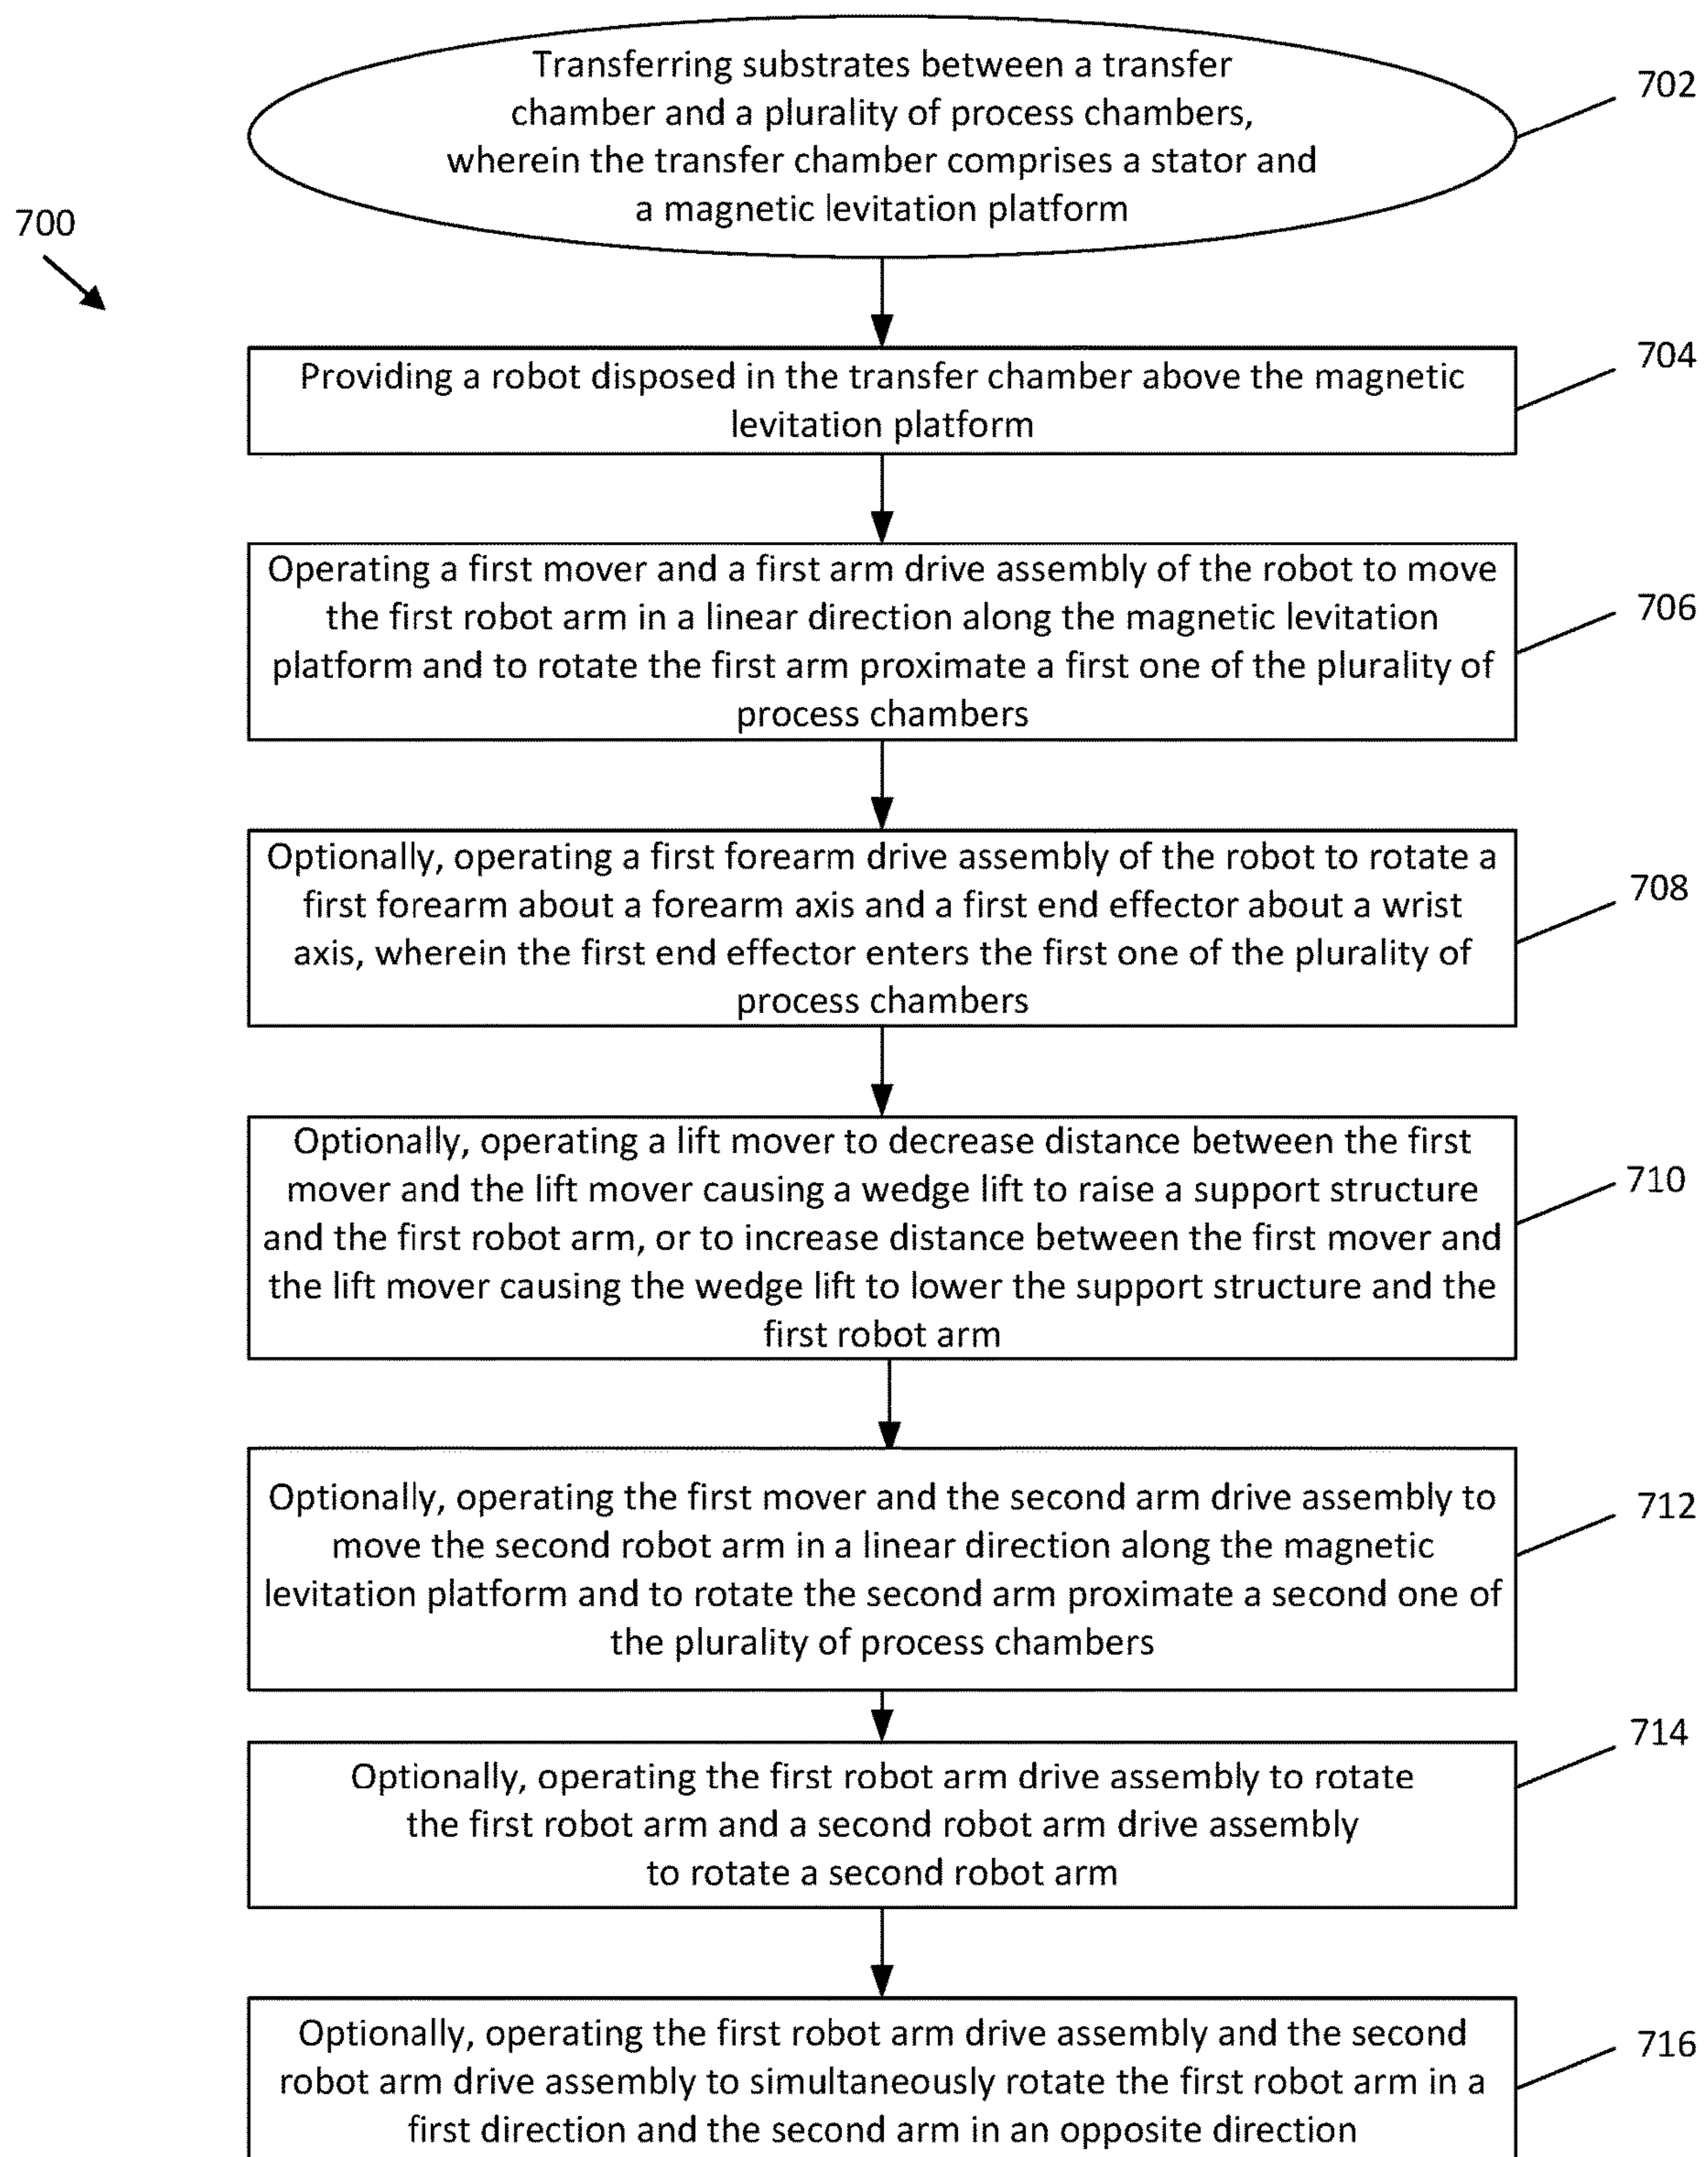 Transferring substrates between a transfer
chamber and a plurality of process chambers,
wherein the transfer chamber comprises a stator and
a magnetic levitation platform
702
700
Providing a robot disposed in the transfer chamber above the magnetic
levitation platform
704
Operating a first mover and a first arm drive assembly of the robot to move
the first robot arm in a linear direction along the magnetic levitation
platform and to rotate the first arm proximate a first one of the plurality of
process chambers
706
Optionally, operating a first forearm drive assembly of the robot to rotate a
first forearm about a forearm axis and a first end effector about a wrist
axis, wherein the first end effector enters the first one of the plurality of
process chambers
708
Optionally, operating a lift mover to decrease distance between the first
mover and the lift mover causing a wedge lift to raise a support structure
and the first robot arm, or to increase distance between the first mover and
the lift mover causing the wedge lift to lower the support structure and the
first robot arm
710
Optionally, operating the first mover and the second arm drive assembly to
move the second robot arm in a linear direction along the magnetic
levitation platform and to rotate the second arm proximate a second one of
the plurality of process chambers
712
Optionally, operating the first robot arm drive assembly to rotate
the first robot arm and a second robot arm drive assembly
to rotate a second robot arm
714
Optionally, operating the first robot arm drive assembly and the second
robot arm drive assembly to simultaneously rotate the first robot arm in a
first direction and the second arm in an opposite direction
716